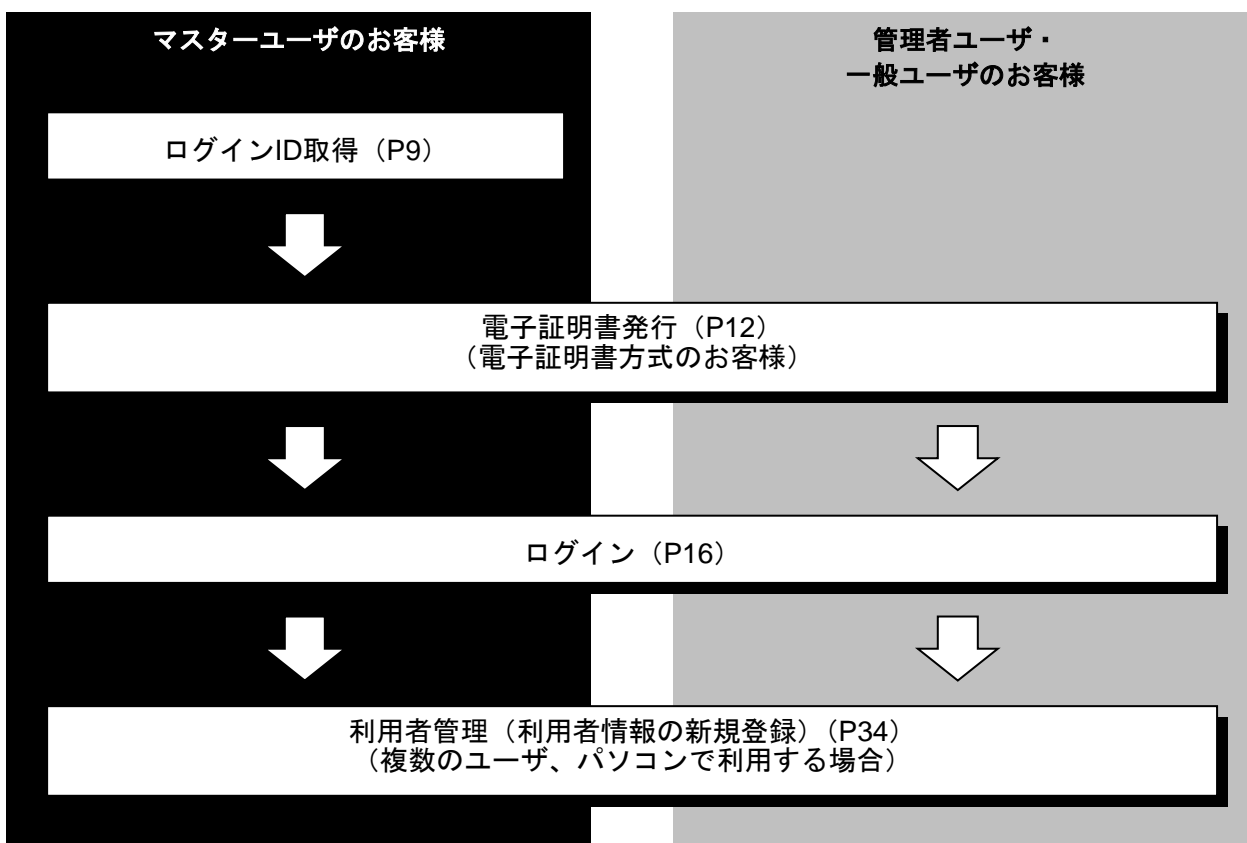 マスターユーザのお客様
管理者ユーザ・
一般ユーザのお客様
ログインID取得（P9）
電子証明書発行（P12）
（電子証明書方式のお客様）
ログイン（P16）
利用者管理（利用者情報の新規登録）（P34）
（複数のユーザ、パソコンで利用する場合）